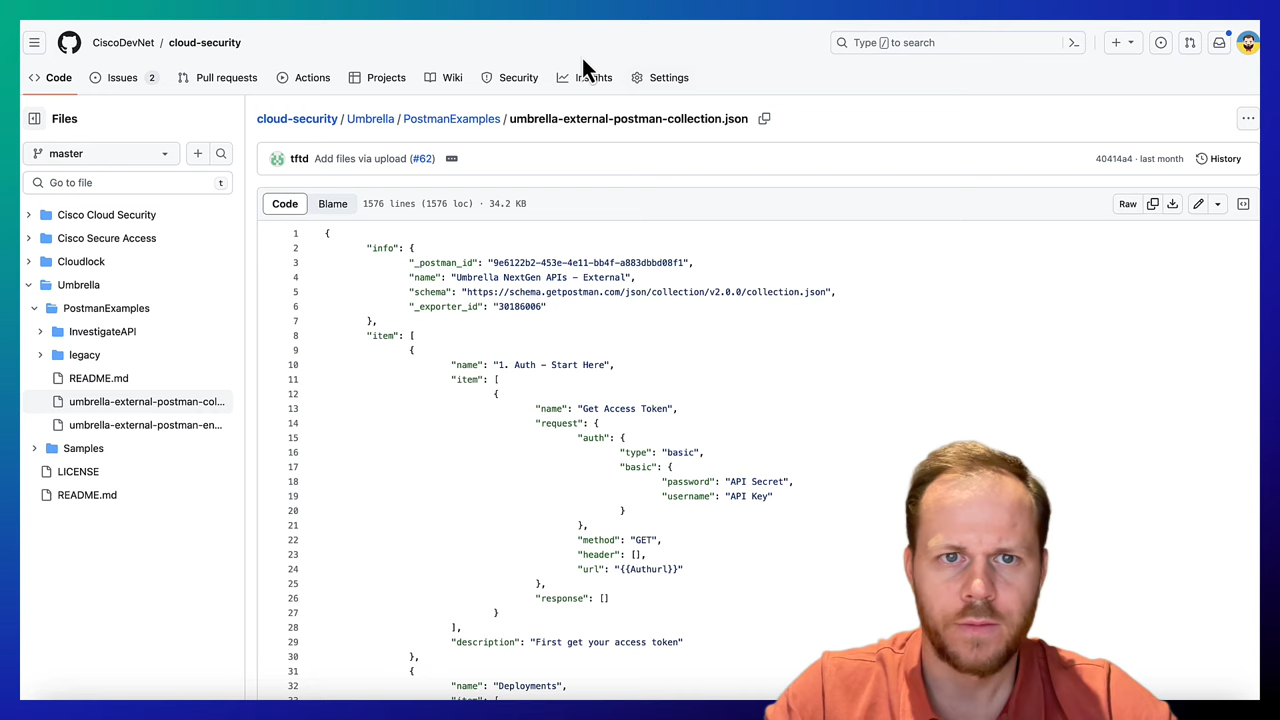 CiscoDevNet / cloud-security
Type / to search
Code
Issues 2
Pull requests
Actions
Projects
Wiki
Security
Insights
Settings
Files
master
Go to file t
Cisco Cloud Security
Cisco Secure Access
Cloudlock
Umbrella
PostmanExamples
InvestigateAPI
legacy
README.md
umbrella-external-postman-col...
umbrella-external-postman-en...
Samples
LICENSE
README.md
cloud-security / Umbrella / PostmanExamples / umbrella-external-postman-collection.json
tftd Add files via upload (#62)
40414a4 · last month
History
Code
Blame
1576 lines (1576 loc) · 34.2 KB
Raw
1 {
2 "info": {
3 "_postman_id": "9e6122b2-453e-4e11-bb4f-a883dbbd08f1",
4 "name": "Umbrella NextGen APIs - External",
5 "schema": "https://schema.getpostman.com/json/collection/v2.0.0/collection.json",
6 "_exporter_id": "30186006"
7 },
8 "item": [
9 {
10 "name": "1. Auth - Start Here",
11 "item": [
12 {
13 "name": "Get Access Token",
14 "request": {
15 "auth": {
16 "type": "basic",
17 "basic": {
18 "password": "API Secret",
19 "username": "API Key"
20 }
21 },
22 "method": "GET",
23 "header": [],
24 "url": "{{Authurl}}"
25 },
26 "response": []
27 }
28 ],
29 "description": "First get your access token"
30 },
31 {
32 "name": "Deployments",